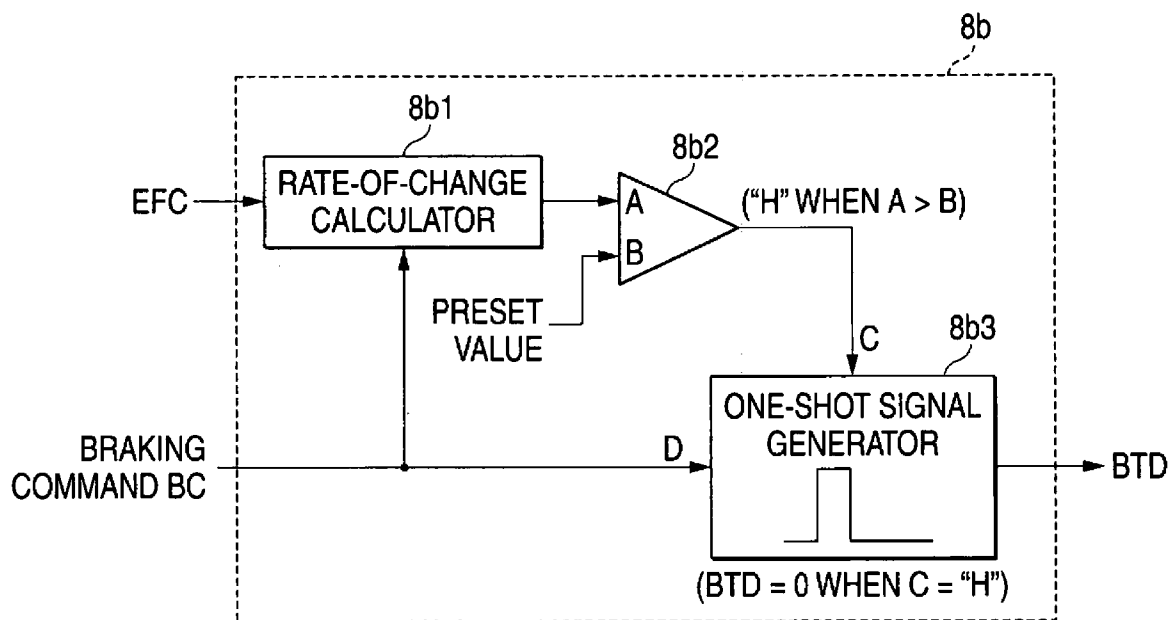 8b
8b1
RATE-OF-CHANGE
CALCULATOR
EFC
8b2
A
B
("H" WHEN A > B)
PRESET
VALUE
C
8b3
ONE-SHOT SIGNAL
GENERATOR
BRAKING
COMMAND BC
D
BTD
(BTD = 0 WHEN C = "H")